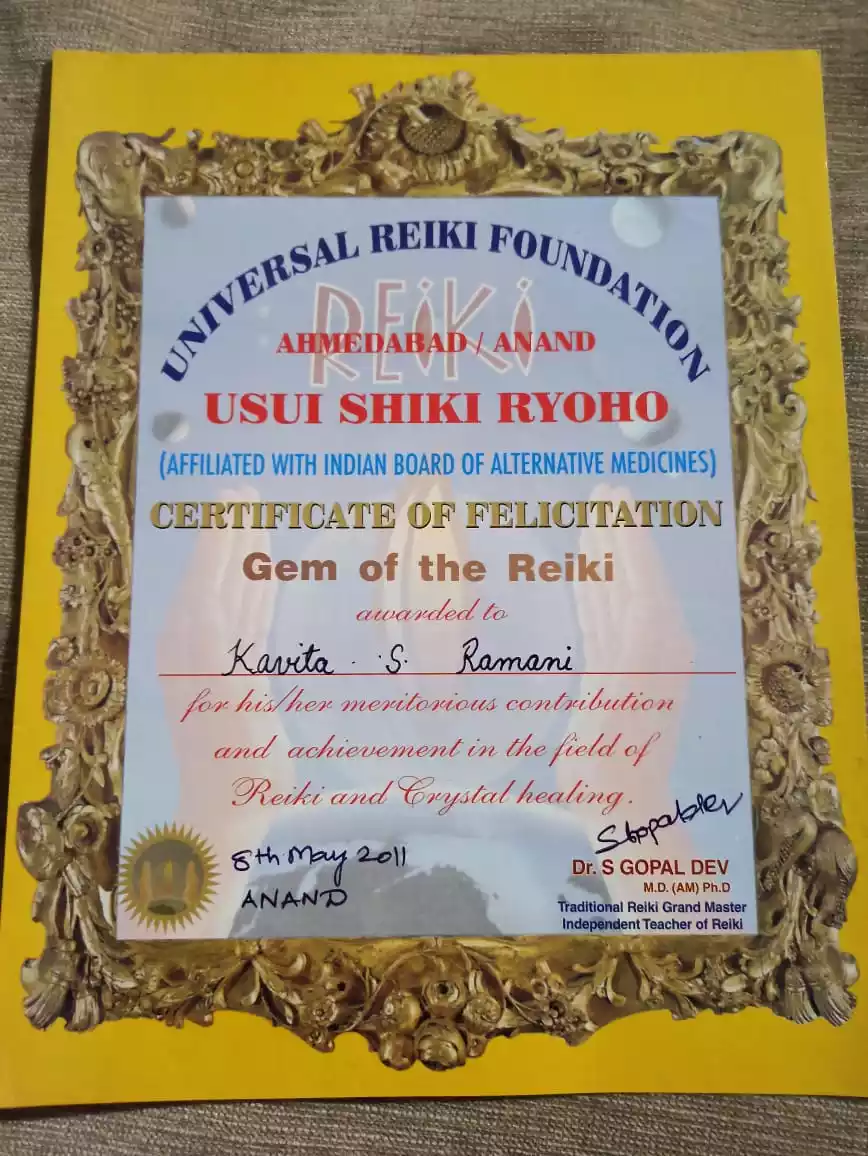 UNIVERSAL REIKI FOUNDATION
REIKI
AHMEDABAD / ANAND
USUI SHIKI RYOHO
(AFFILIATED WITH INDIAN BOARD OF ALTERNATIVE MEDICINES)
CERTIFICATE OF FELICITATION
Gem of the Reiki
awarded to
Kavita . S. Ramani
for his/her meritorious contribution
and achievement in the field of
Reiki and Crystal healing.
8th May 2011
ANAND
Sgopaldev
Dr. S GOPAL DEV
M.D. (AM) Ph.D
Traditional Reiki Grand Master
Independent Teacher of Reiki